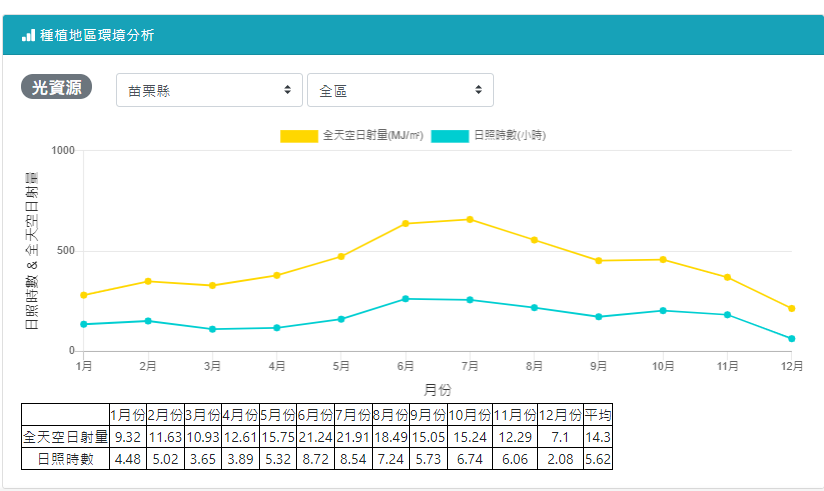 種植地區環境分析
光資源 苗栗縣 全區
全天空日射量(MJ/㎡) 日照時數(小時)
1000
500
0
日照時數 & 全天空日射量
1月 2月 3月 4月 5月 6月 7月 8月 9月 10月 11月 12月
月份
1月份 2月份 3月份 4月份 5月份 6月份 7月份 8月份 9月份 10月份 11月份 12月份 平均
全天空日射量 9.32 11.63 10.93 12.61 15.75 21.24 21.91 18.49 15.05 15.24 12.29 7.1 14.3
日照時數 4.48 5.02 3.65 3.89 5.32 8.72 8.54 7.24 5.73 6.74 6.06 2.08 5.62